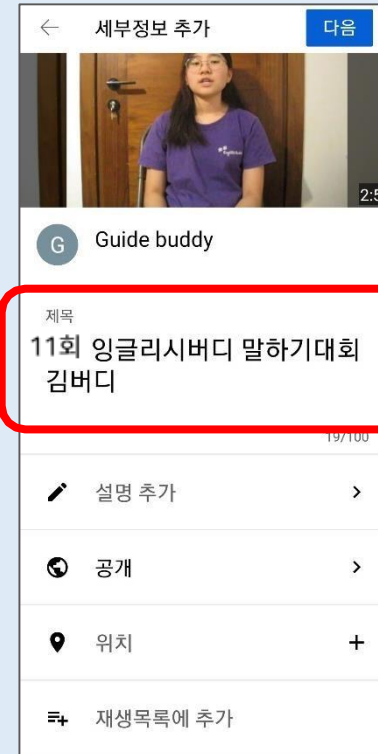 세부정보 추가
다음
2:5
G
Guide buddy
제목
11회 잉글리시버디 말하기대회
김버디
19/100
설명 추가
공개
위치
재생목록에 추가